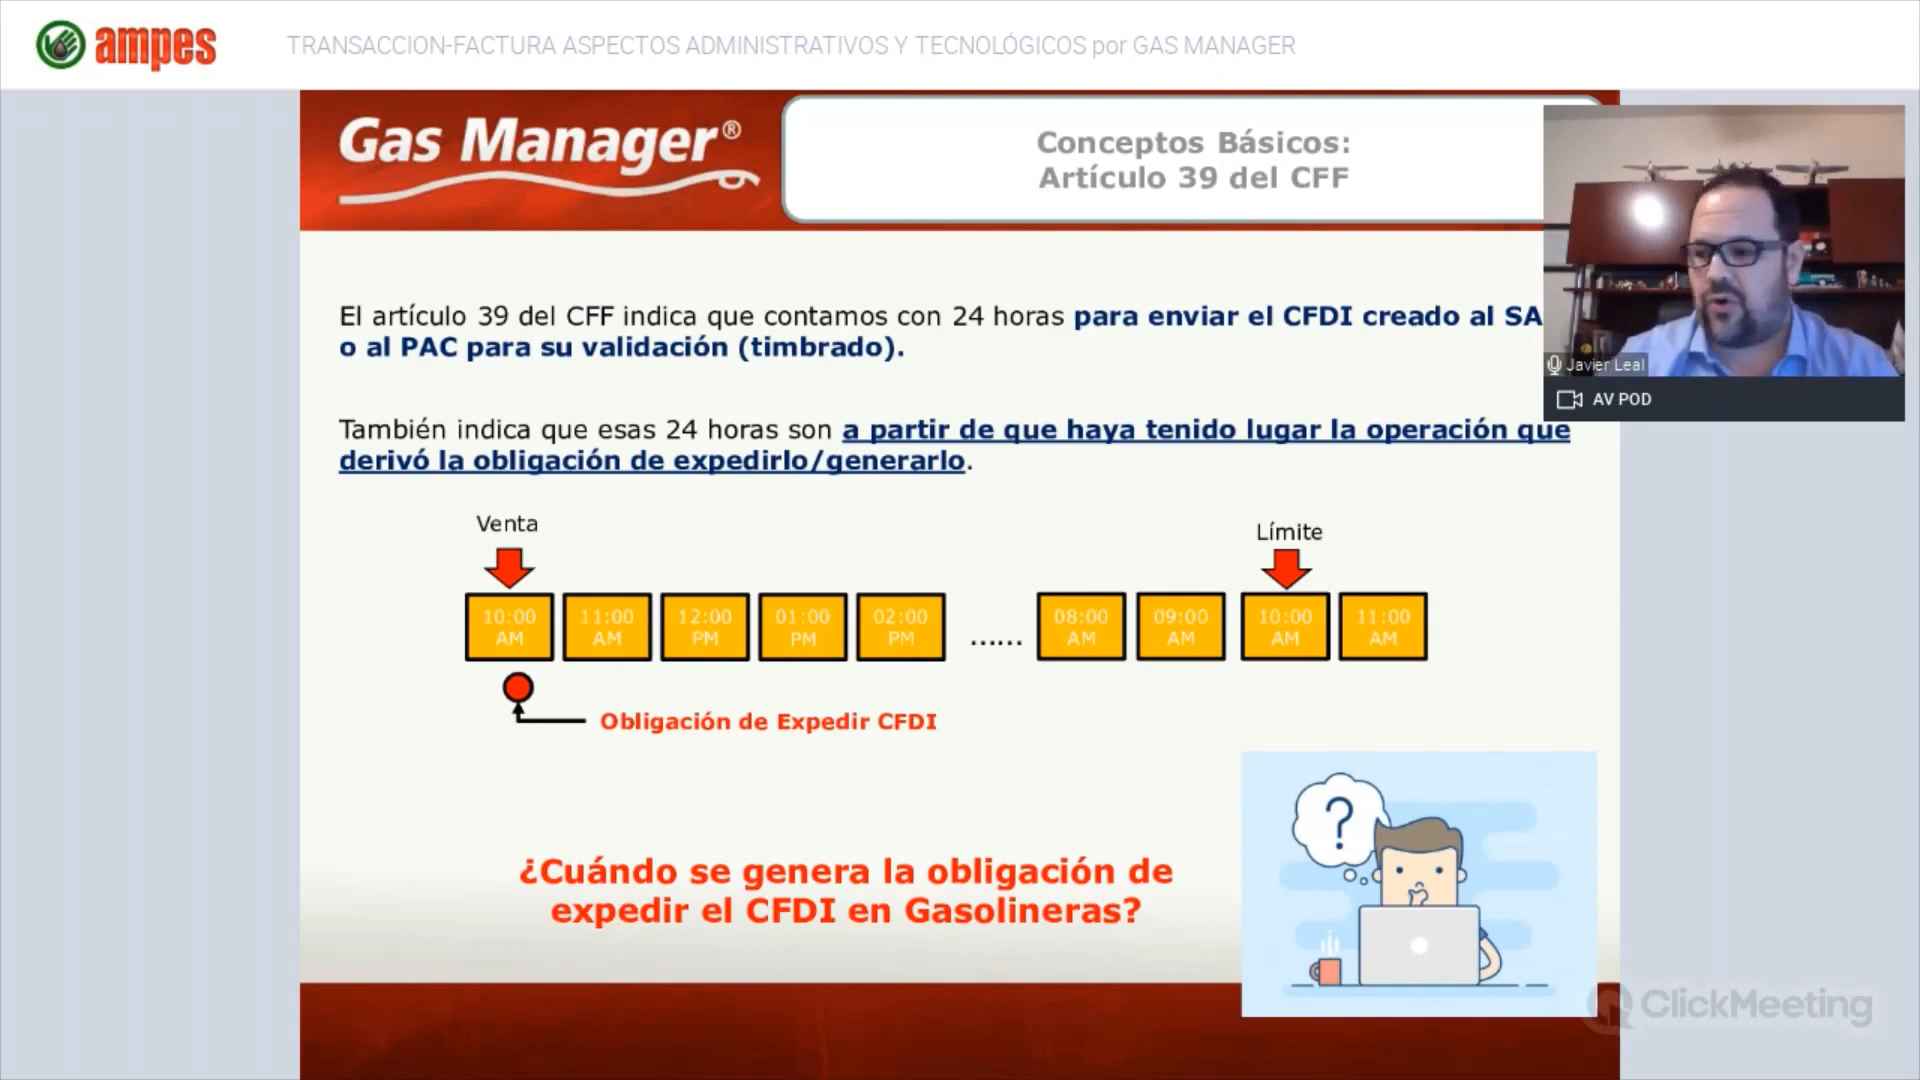 ampes
TRANSACCION-FACTURA ASPECTOS ADMINISTRATIVOS Y TECNOLÓGICOS por GAS MANAGER
Gas Manager®
Conceptos Básicos:
Artículo 39 del CFF
El artículo 39 del CFF indica que contamos con 24 horas para enviar el CFDI creado al SA
o al PAC para su validación (timbrado).
Javier Leal
AV POD
También indica que esas 24 horas son a partir de que haya tenido lugar la operación que
derivó la obligación de expedirlo/generarlo.
Venta
Límite
10:00 AM
11:00 AM
12:00 PM
01:00 PM
02:00 PM
......
08:00 AM
09:00 AM
10:00 AM
11:00 AM
Obligación de Expedir CFDI
¿Cuándo se genera la obligación de
expedir el CFDI en Gasolineras?
?
ClickMeeting